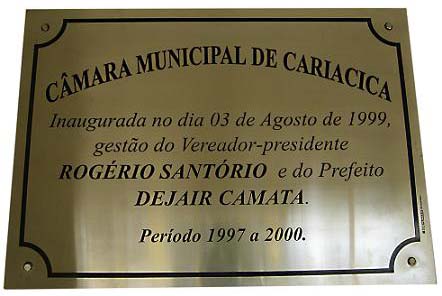 CÂMARA MUNICIPAL DE CARIACICA
Inaugurada no dia 03 de Agosto de 1999,
gestão do Vereador-presidente
ROGÉRIO SANTÓRIO e do Prefeito
DEJAIR CAMATA.
Período 1997 a 2000.